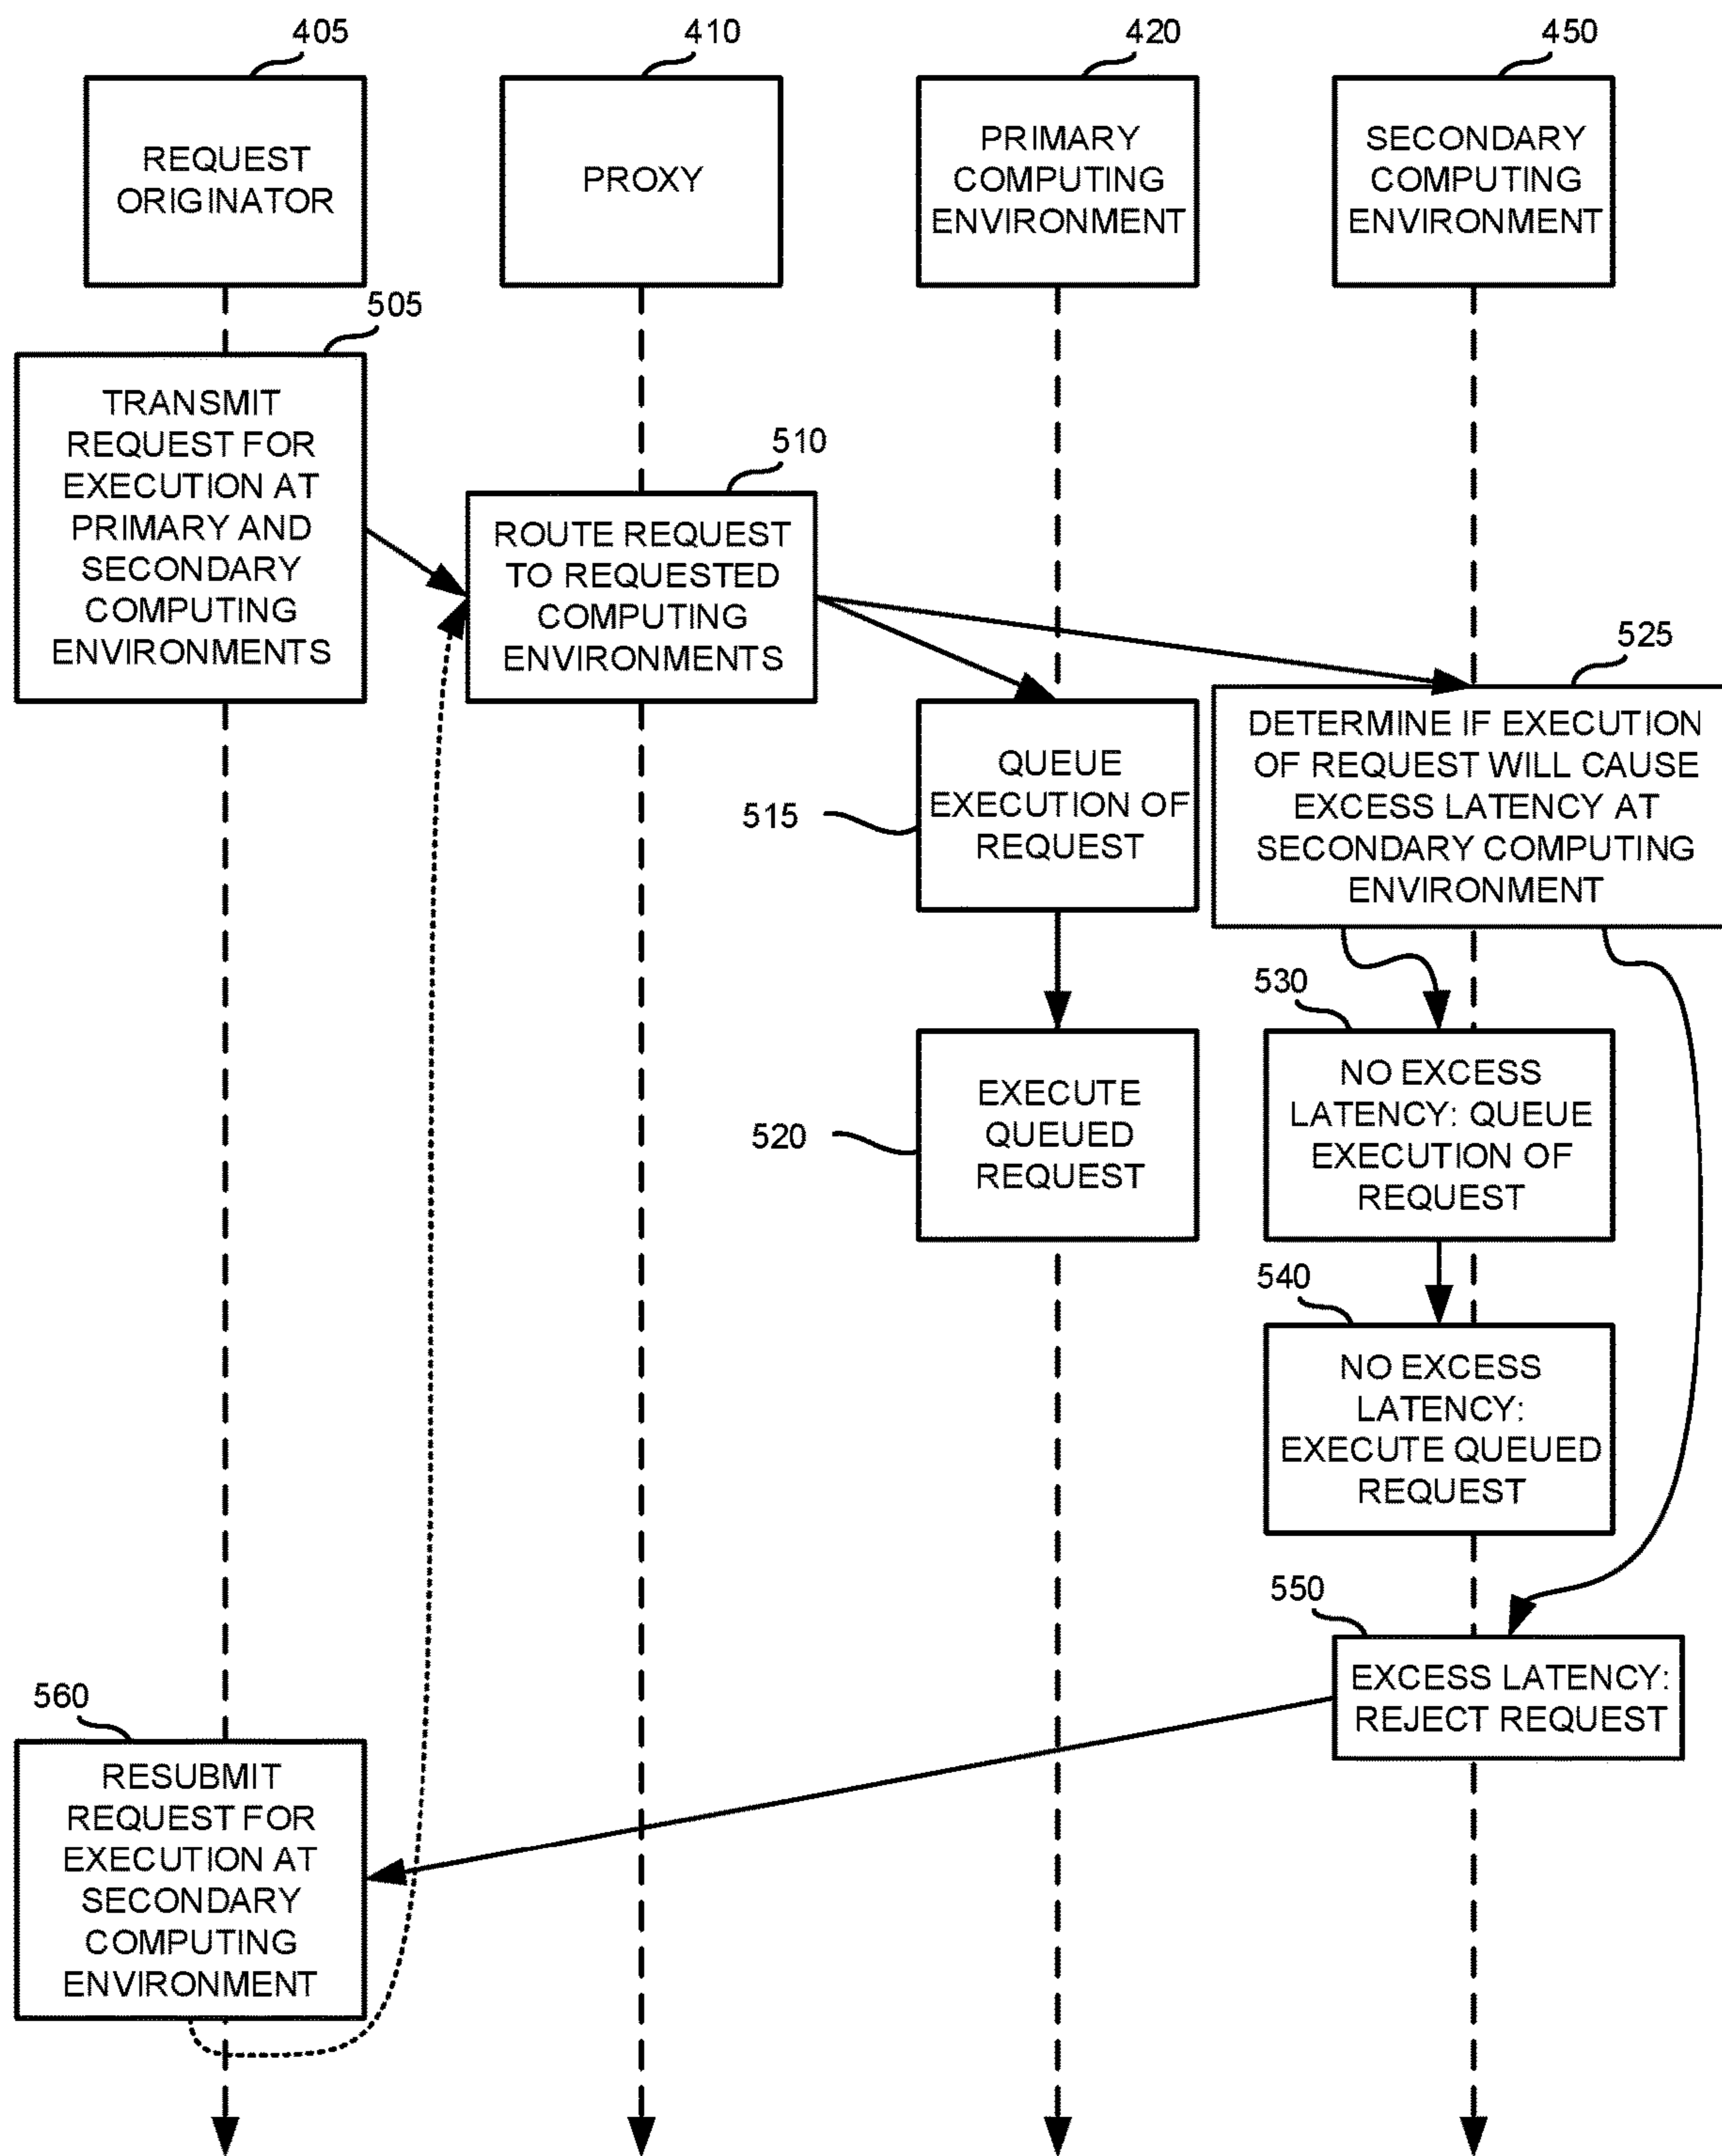 405
410
420
450
REQUEST
ORIGINATOR
PROXY
PRIMARY
COMPUTING
ENVIRONMENT
SECONDARY
COMPUTING
ENVIRONMENT
505
TRANSMIT
REQUEST FOR
EXECUTION AT
PRIMARY AND
SECONDARY
COMPUTING
ENVIRONMENTS
510
ROUTE REQUEST
TO REQUESTED
COMPUTING
ENVIRONMENTS
515
QUEUE
EXECUTION OF
REQUEST
525
DETERMINE IF EXECUTION
OF REQUEST WILL CAUSE
EXCESS LATENCY AT
SECONDARY COMPUTING
ENVIRONMENT
520
EXECUTE
QUEUED
REQUEST
530
NO EXCESS
LATENCY: QUEUE
EXECUTION OF
REQUEST
540
NO EXCESS
LATENCY:
EXECUTE QUEUED
REQUEST
550
EXCESS LATENCY:
REJECT REQUEST
560
RESUBMIT
REQUEST FOR
EXECUTION AT
SECONDARY
COMPUTING
ENVIRONMENT